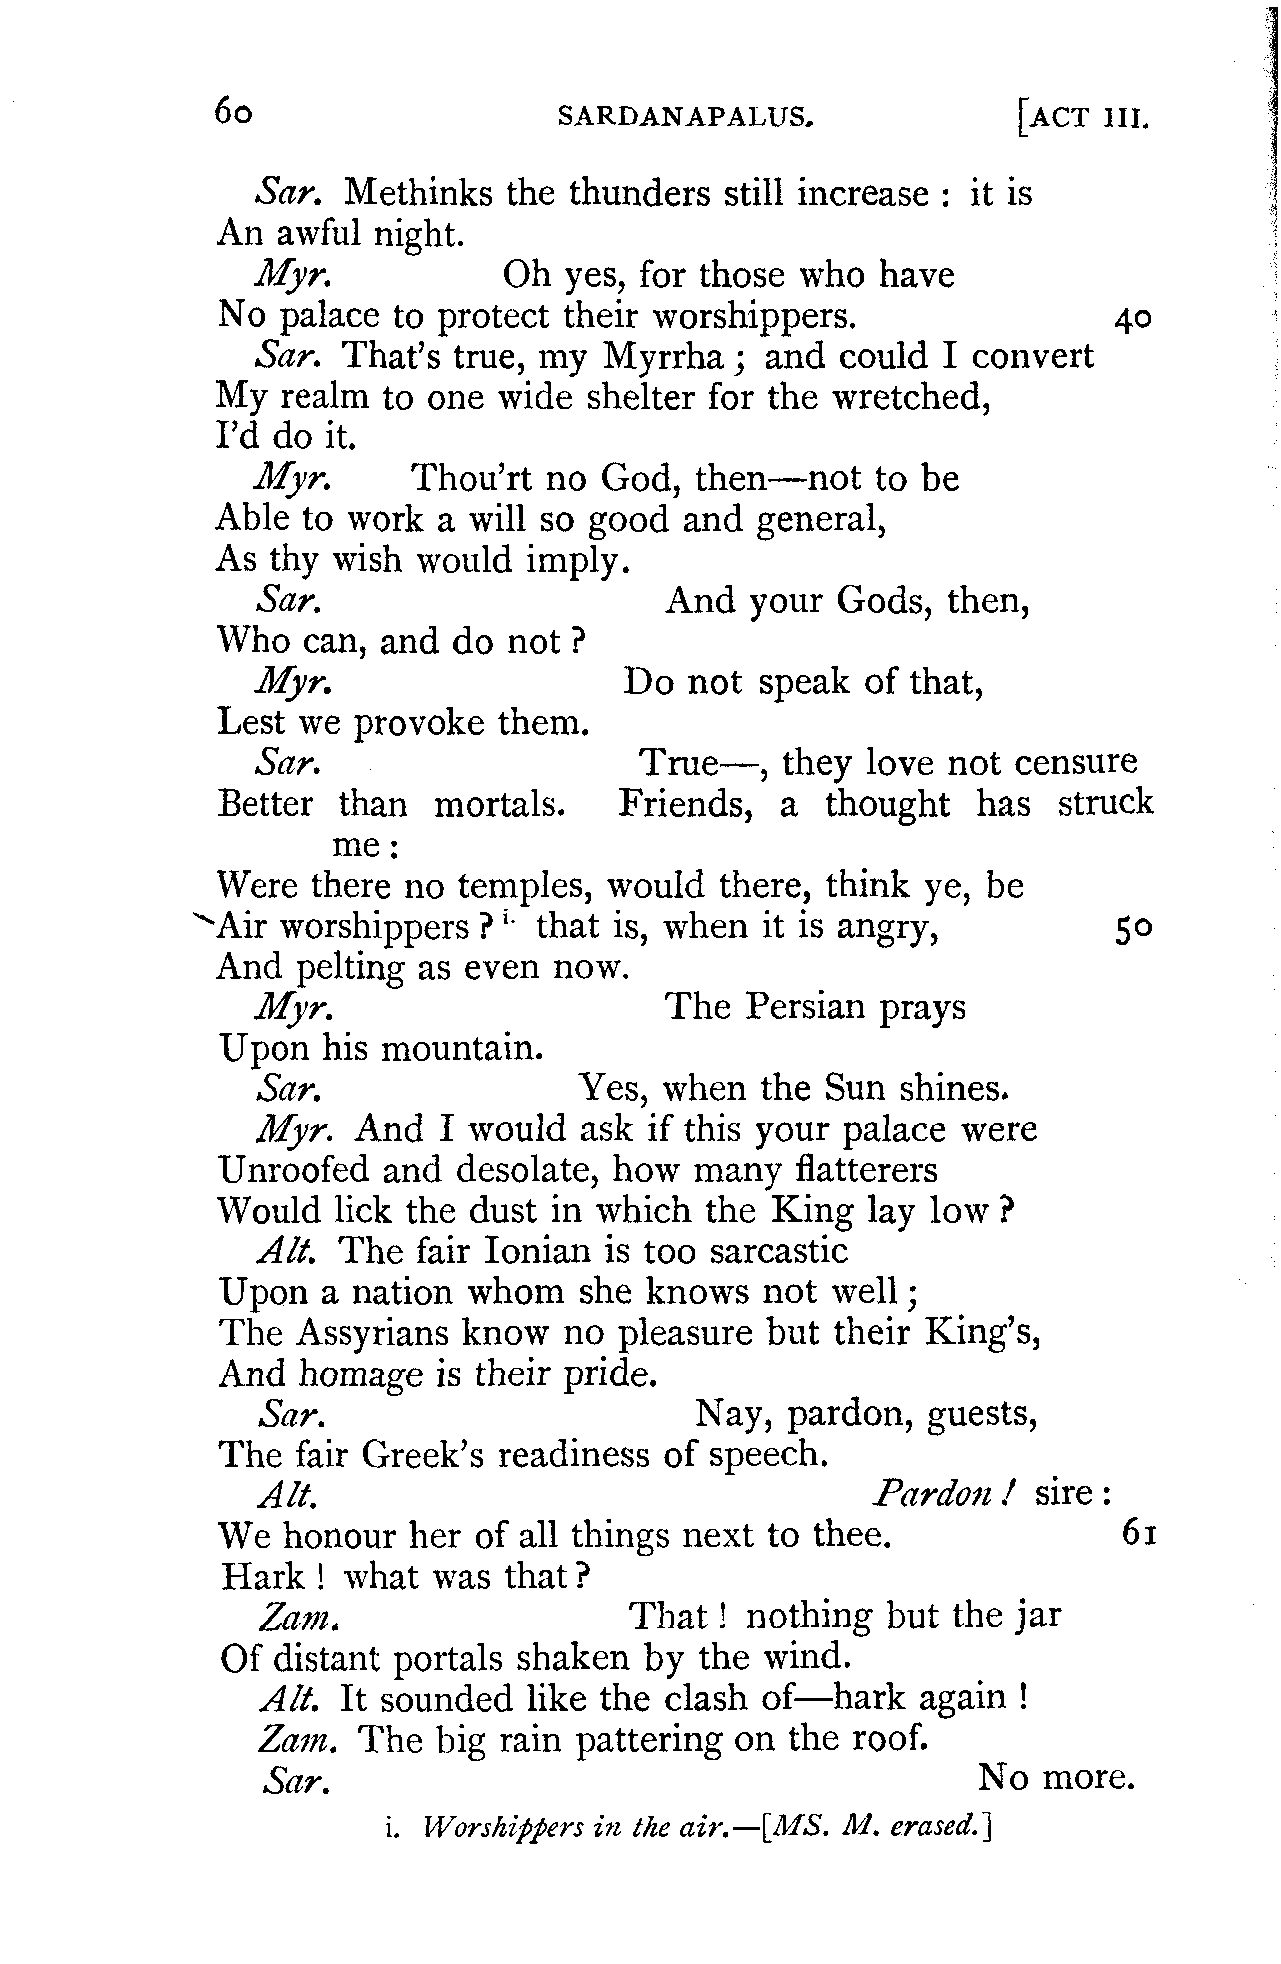 60 SARDANAPALUS. [ACT III.
Sar. Methinks the thunders still increase : it is
An awful night.
Myr. Oh yes, for those who have
No palace to protect their worshippers. 40
Sar. That's true, my Myrrha ; and could I convert
My realm to one wide shelter for the wretched,
I'd do it.
Myr. Thou'rt no God, then—not to be
Able to work a will so good and general,
As thy wish would imply.
Sar. And your Gods, then,
Who can, and do not ?
Myr. Do not speak of that,
Lest we provoke them.
Sar. True—, they love not censure
Better than mortals. Friends, a thought has struck
me :
Were there no temples, would there, think ye, be
Air worshippers ? i. that is, when it is angry, 50
And pelting as even now.
Myr. The Persian prays
Upon his mountain.
Sar. Yes, when the Sun shines.
Myr. And I would ask if this your palace were
Unroofed and desolate, how many flatterers
Would lick the dust in which the King lay low ?
Alt. The fair Ionian is too sarcastic
Upon a nation whom she knows not well ;
The Assyrians know no pleasure but their King's,
And homage is their pride.
Sar. Nay, pardon, guests,
The fair Greek's readiness of speech.
Alt. Pardon ! sire :
We honour her of all things next to thee. 61
Hark ! what was that ?
Zam. That ! nothing but the jar
Of distant portals shaken by the wind.
Alt. It sounded like the clash of—hark again !
Zam. The big rain pattering on the roof.
Sar. No more.
i. Worshippers in the air.—[MS. M. erased.]